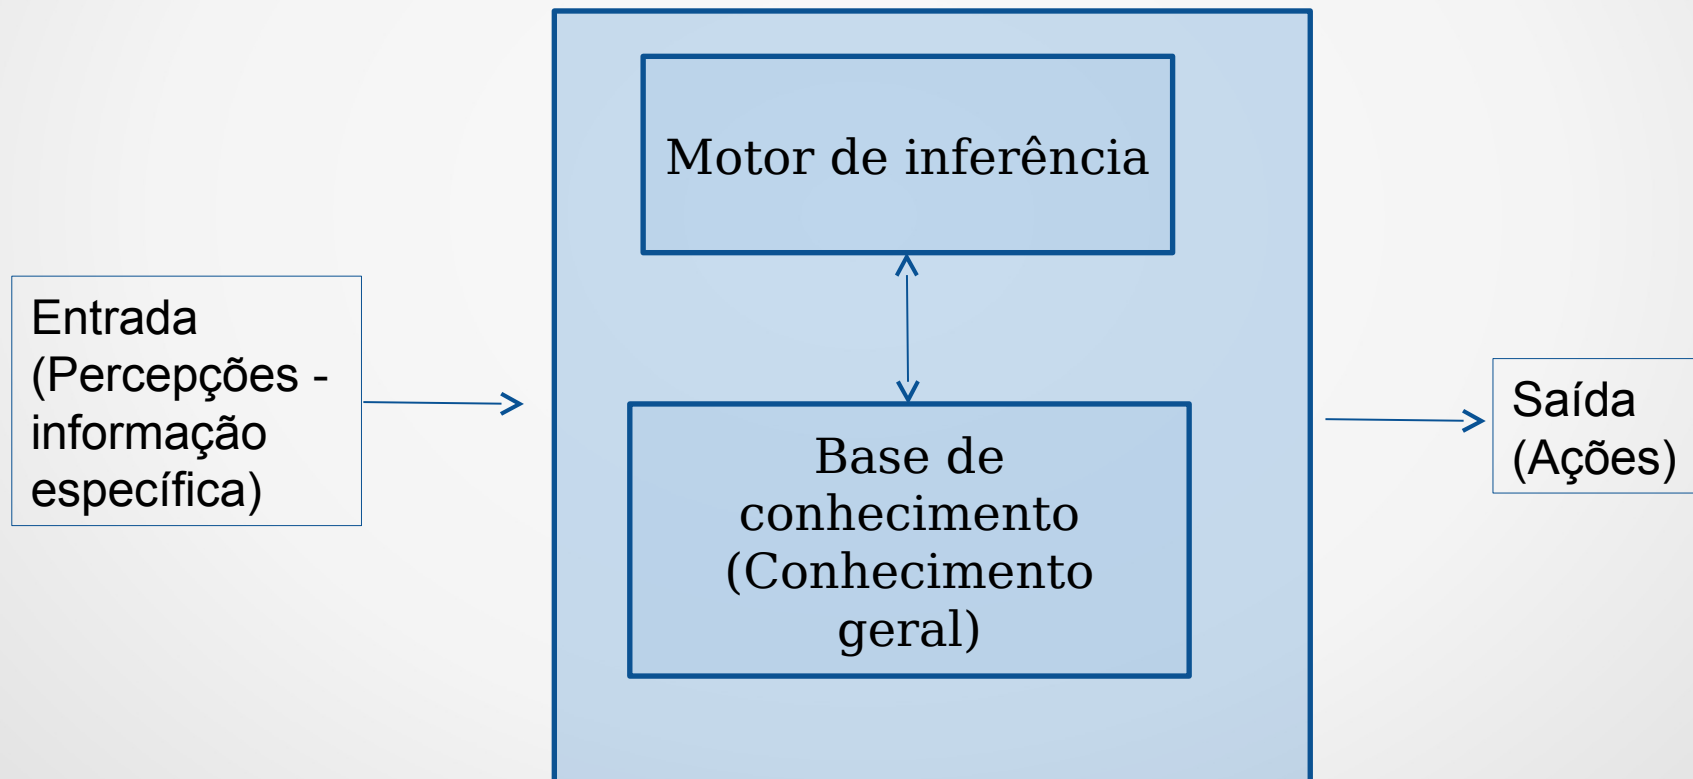 Motor de inferência
Entrada
(Percepções -
informação
específica)
Base de
conhecimento
(Conhecimento
geral)
Saída
(Ações)